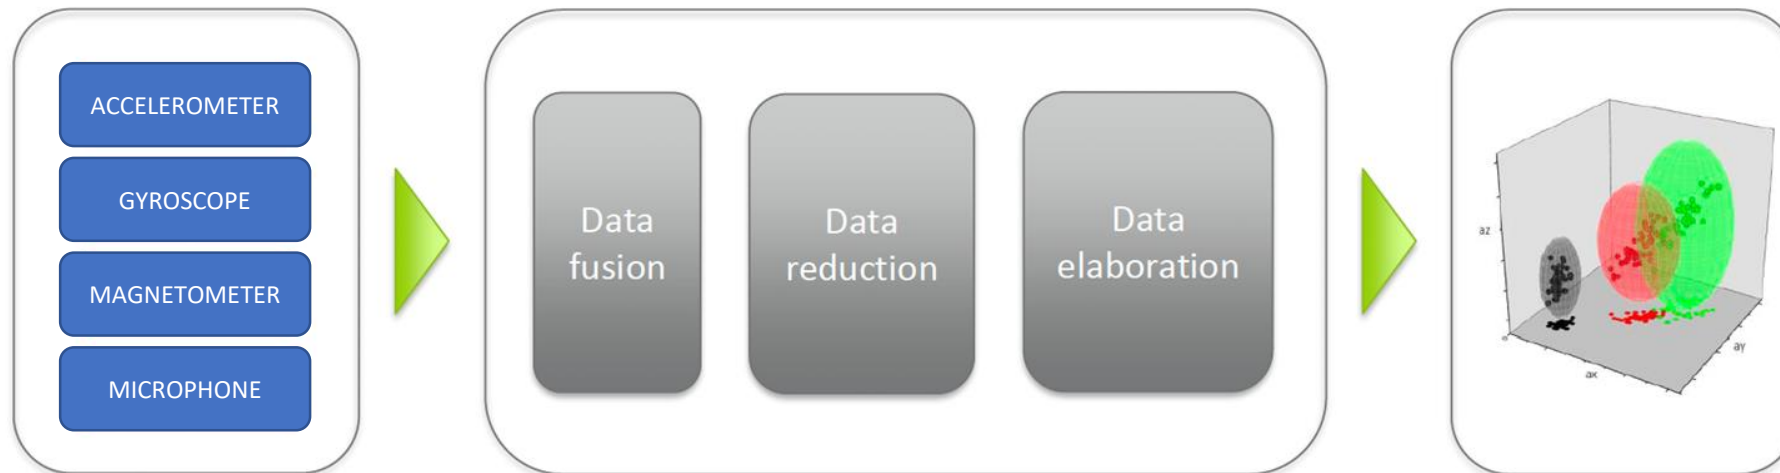 ACCELEROMETER
GYROSCOPE
MAGNETOMETER
MICROPHONE
Data
fusion
Data
reduction
Data
elaboration
az
ax
ay